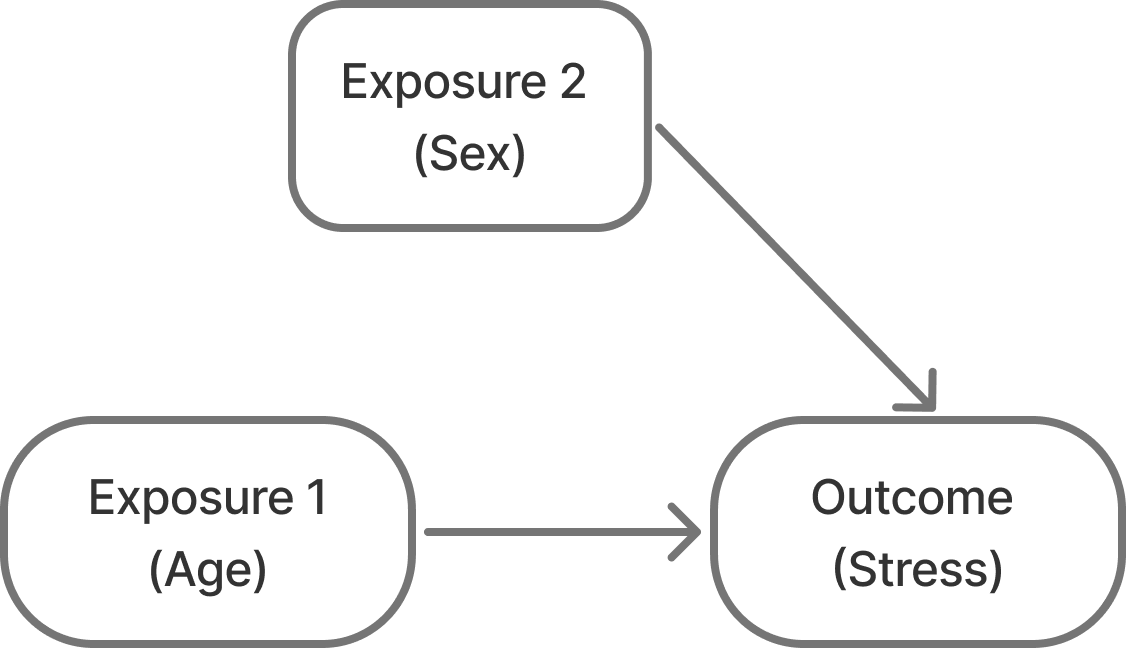 Exposure 2
(Sex)
Exposure 1
(Age)
Outcome
(Stress)